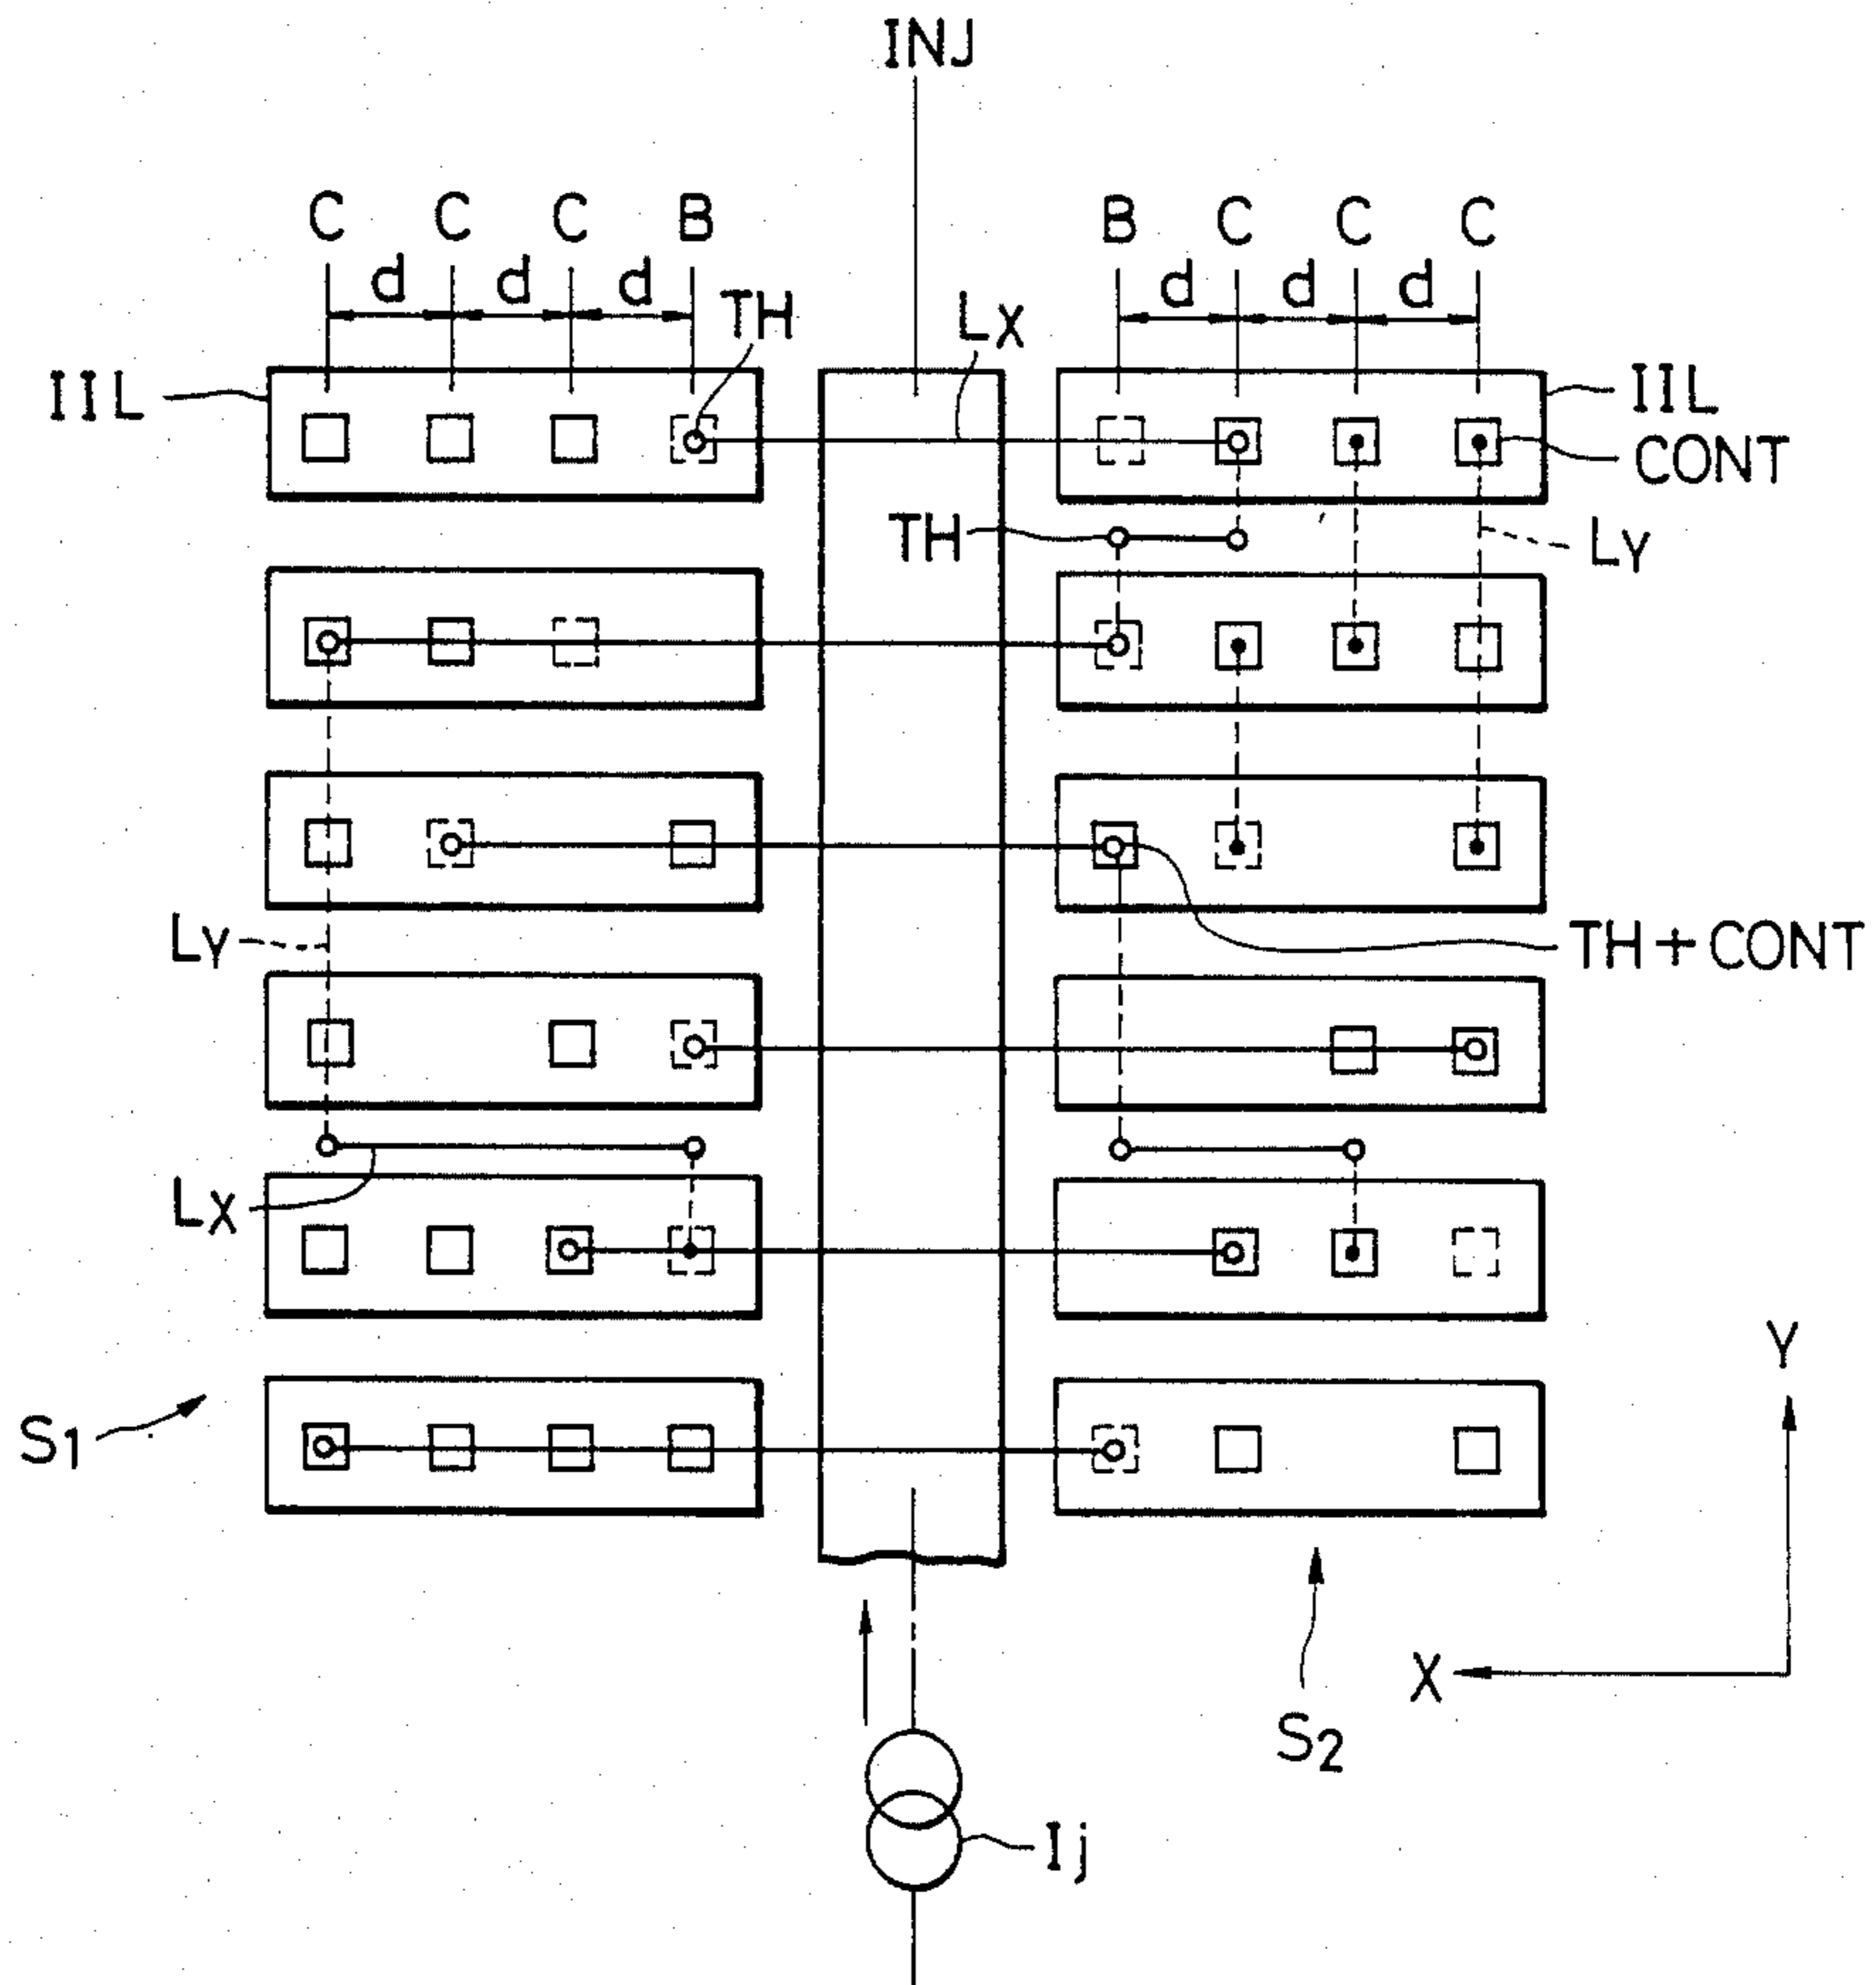 INJ
C C C B B C C C
d d d d d d
TH LX
IIL IIL
CONT
TH LY
LY TH+CONT
LX
S1 Y
X
S2
Ij